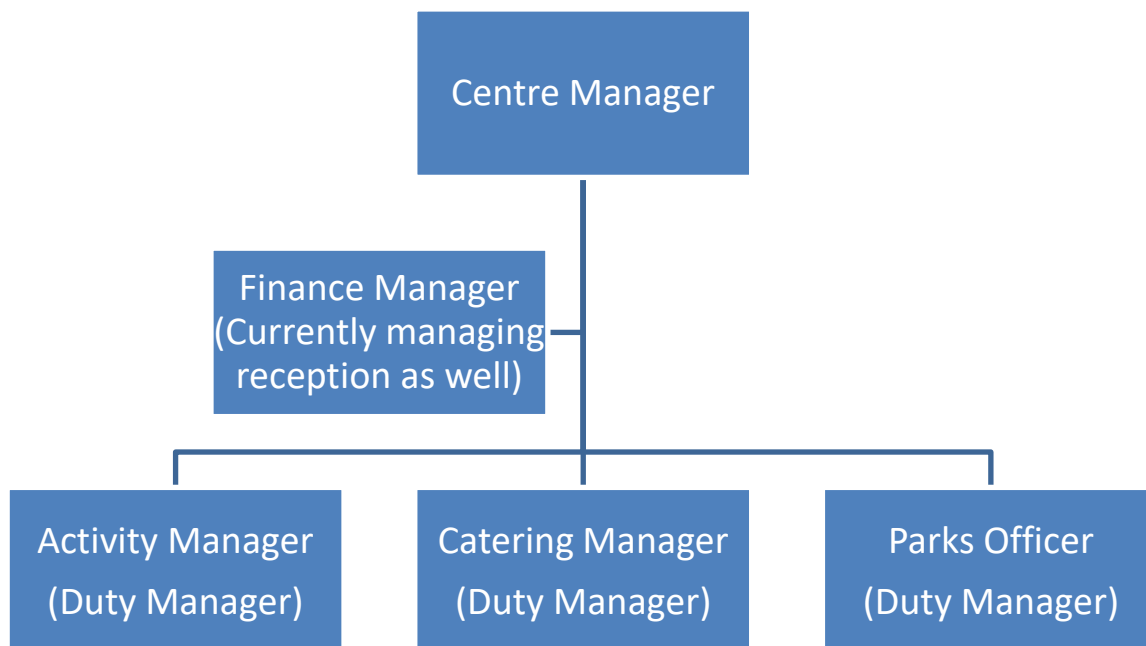 Centre Manager
Finance Manager
(Currently managing
reception as well)
Activity Manager
(Duty Manager)
Catering Manager
(Duty Manager)
Parks Officer
(Duty Manager)